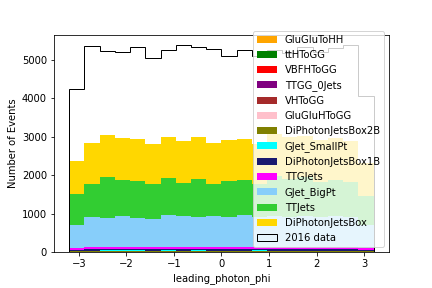 GluGluToHH
ttHToGG
VBFHToGG
TTGG_0Jets
VHToGG
GluGluHToGG
DiPhotonJetsBox2B
GJet_SmallPt
DiPhotonJetsBox1B
TTGJets
GJet_BigPt
TTJets
DiPhotonJetsBox
2016 data
Number of Events
5000
4000
3000
2000
1000
0
−3 −2 −1 0 1 2 3
leading_photon_phi